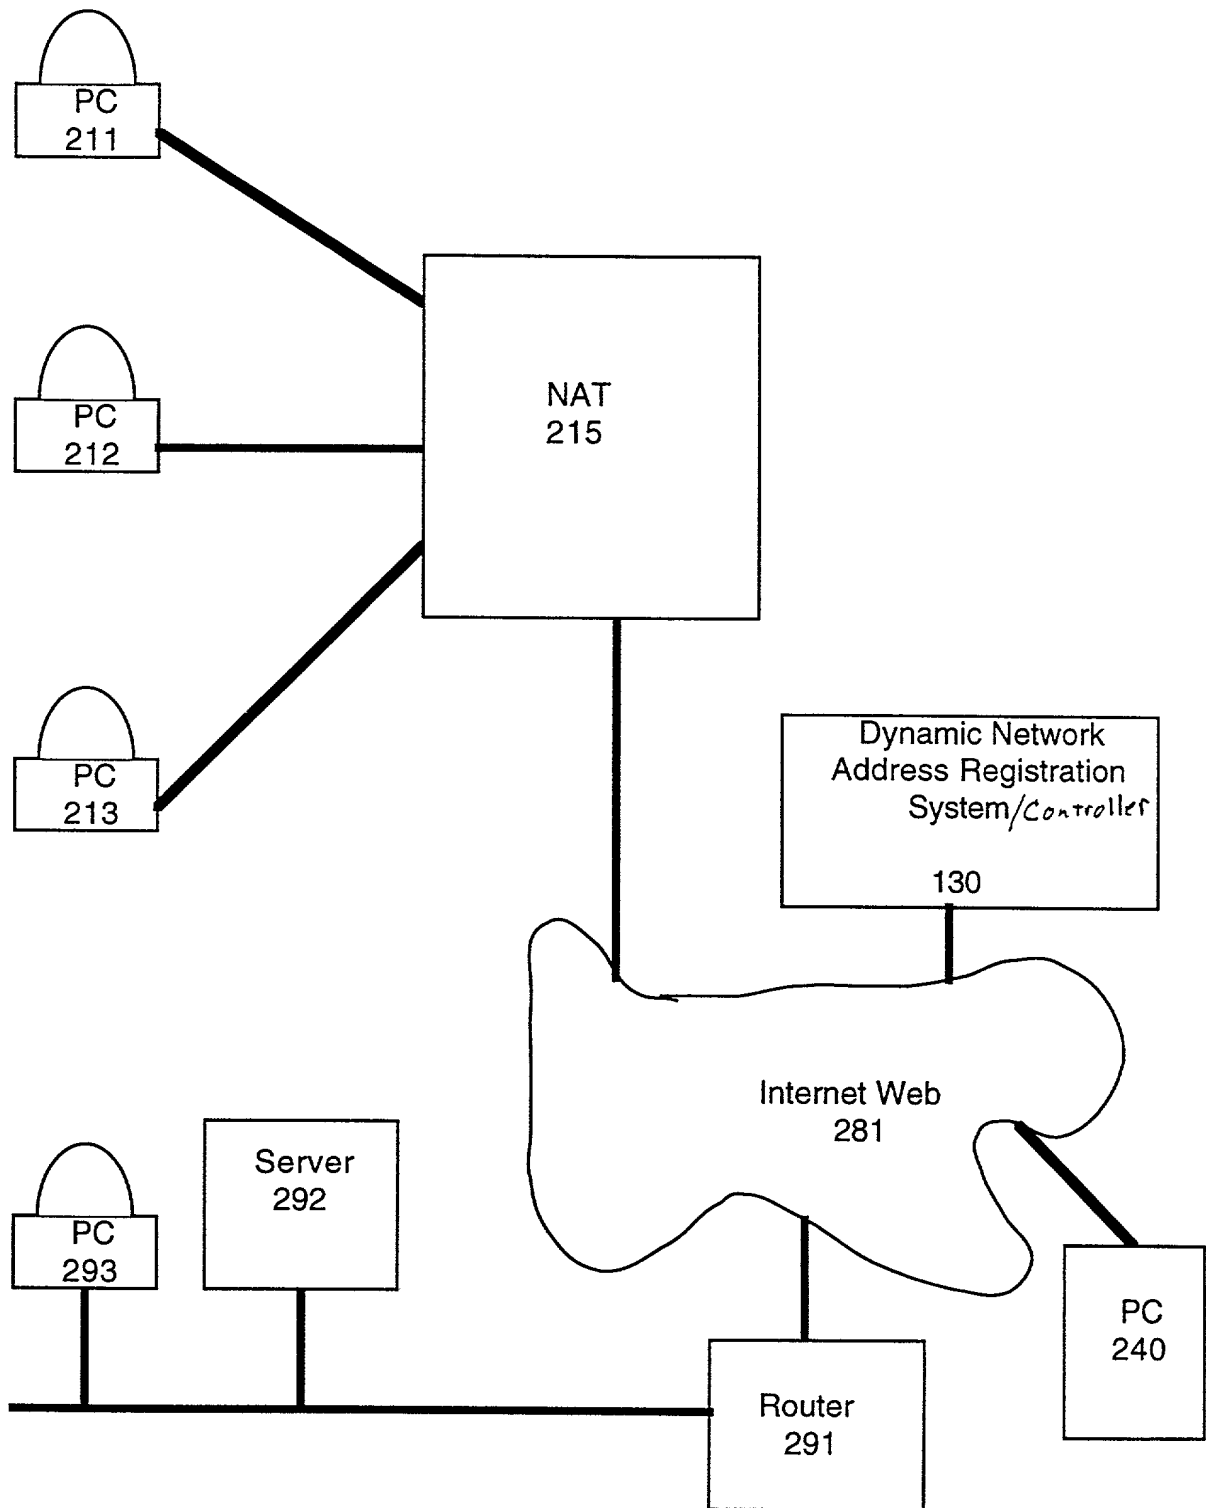 PC
211
NAT
215
PC
212
PC
213
Dynamic Network
Address Registration
System/Controller
130
Internet Web
281
Server
292
PC
293
PC
240
Router
291